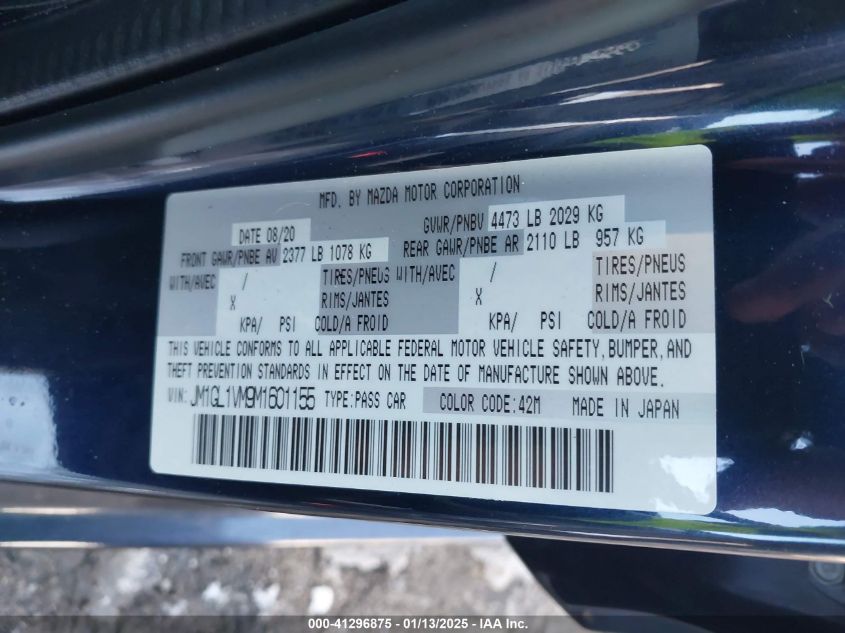 MFD. BY MAZDA MOTOR CORPORATION
DATE 08/20 GVWR/PNBV 4473 LB 2029 KG
FRONT GAWR/PNBE AV 2377 LB 1078 KG REAR GAWR/PNBE AR 2110 LB 957 KG
WITH/AVEC / TIRES/PNEUS WITH/AVEC / TIRES/PNEUS
X RIMS/JANTES X RIMS/JANTES
KPA/ PSI COLD/A FROID KPA/ PSI COLD/A FROID
THIS VEHICLE CONFORMS TO ALL APPLICABLE FEDERAL MOTOR VEHICLE SAFETY, BUMPER, AND
THEFT PREVENTION STANDARDS IN EFFECT ON THE DATE OF MANUFACTURE SHOWN ABOVE.
VIN: JM1GL1VM9M1601155 TYPE:PASS CAR COLOR CODE:42M MADE IN JAPAN
000-41296875 - 01/13/2025 - IAA Inc.